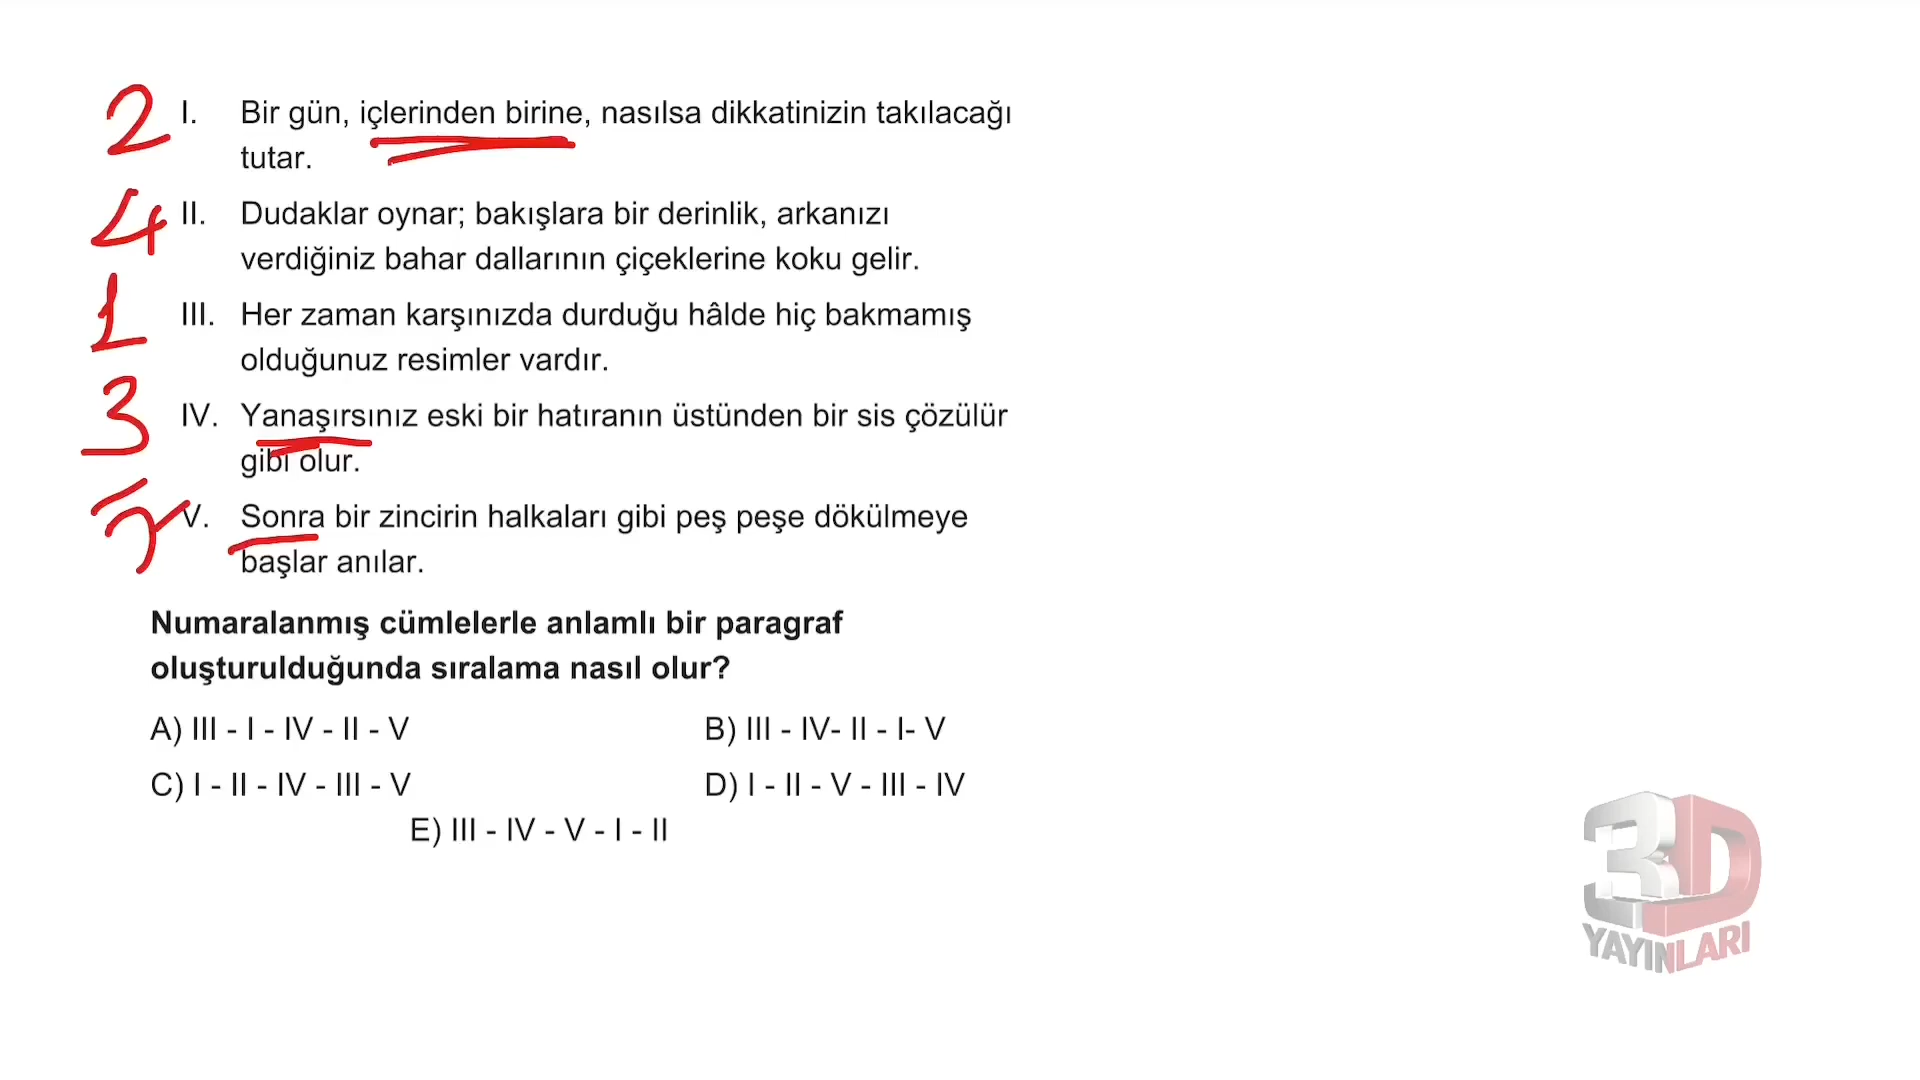 2 I. Bir gün, içlerinden birine, nasılsa dikkatinizin takılacağı
tutar.
4 II. Dudaklar oynar; bakışlara bir derinlik, arkanızı
verdiğiniz bahar dallarının çiçeklerine koku gelir.
1 III. Her zaman karşınızda durduğu hâlde hiç bakmamış
olduğunuz resimler vardır.
3 IV. Yanaşırsınız eski bir hatıranın üstünden bir sis çözülür
gibi olur.
5 V. Sonra bir zincirin halkaları gibi peş peşe dökülmeye
başlar anılar.
Numaralanmış cümlelerle anlamlı bir paragraf
oluşturulduğunda sıralama nasıl olur?
A) III - I - IV - II - V B) III - IV- II - I- V
C) I - II - IV - III - V D) I - II - V - III - IV
E) III - IV - V - I - II
3D
YAYINLARI